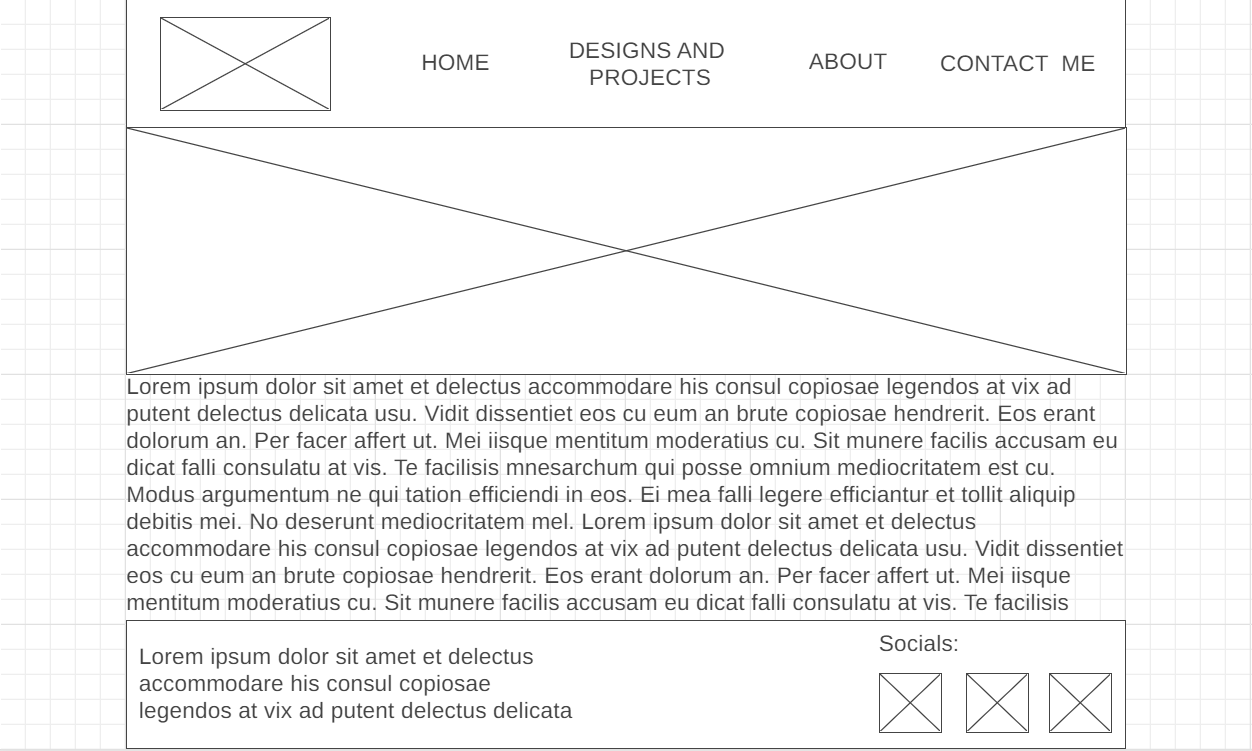 HOME
DESIGNS AND
PROJECTS
ABOUT
CONTACT  ME
Lorem ipsum dolor sit amet et delectus accommodare his consul copiosae legendos at vix ad
putent delectus delicata usu. Vidit dissentiet eos cu eum an brute copiosae hendrerit. Eos erant
dolorum an. Per facer affert ut. Mei iisque mentitum moderatius cu. Sit munere facilis accusam eu
dicat falli consulatu at vis. Te facilisis mnesarchum qui posse omnium mediocritatem est cu.
Modus argumentum ne qui tation efficiendi in eos. Ei mea falli legere efficiantur et tollit aliquip
debitis mei. No deserunt mediocritatem mel. Lorem ipsum dolor sit amet et delectus
accommodare his consul copiosae legendos at vix ad putent delectus delicata usu. Vidit dissentiet
eos cu eum an brute copiosae hendrerit. Eos erant dolorum an. Per facer affert ut. Mei iisque
mentitum moderatius cu. Sit munere facilis accusam eu dicat falli consulatu at vis. Te facilisis
Lorem ipsum dolor sit amet et delectus
accommodare his consul copiosae
legendos at vix ad putent delectus delicata
Socials: